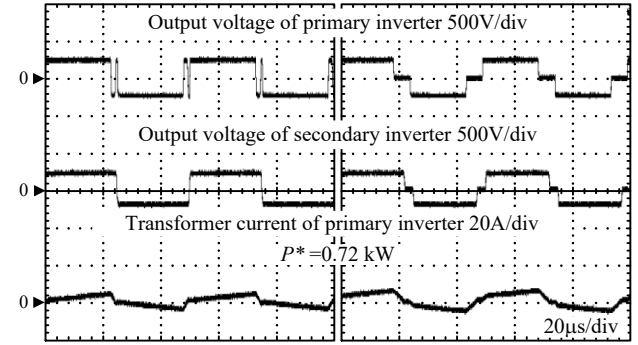 Output voltage of primary inverter 500V/div
0
Output voltage of secondary inverter 500V/div
0
Transformer current of primary inverter 20A/div
P*=0.72 kW
0
20μs/div